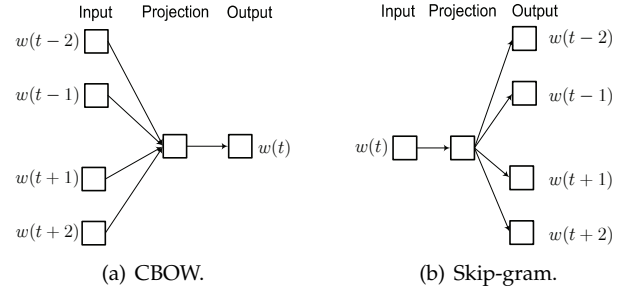 Input Projection Output
w(t − 2)
w(t − 1)
w(t)
w(t + 1)
w(t + 2)
(a) CBOW.
Input Projection Output
w(t − 2)
w(t − 1)
w(t)
w(t + 1)
w(t + 2)
(b) Skip-gram.